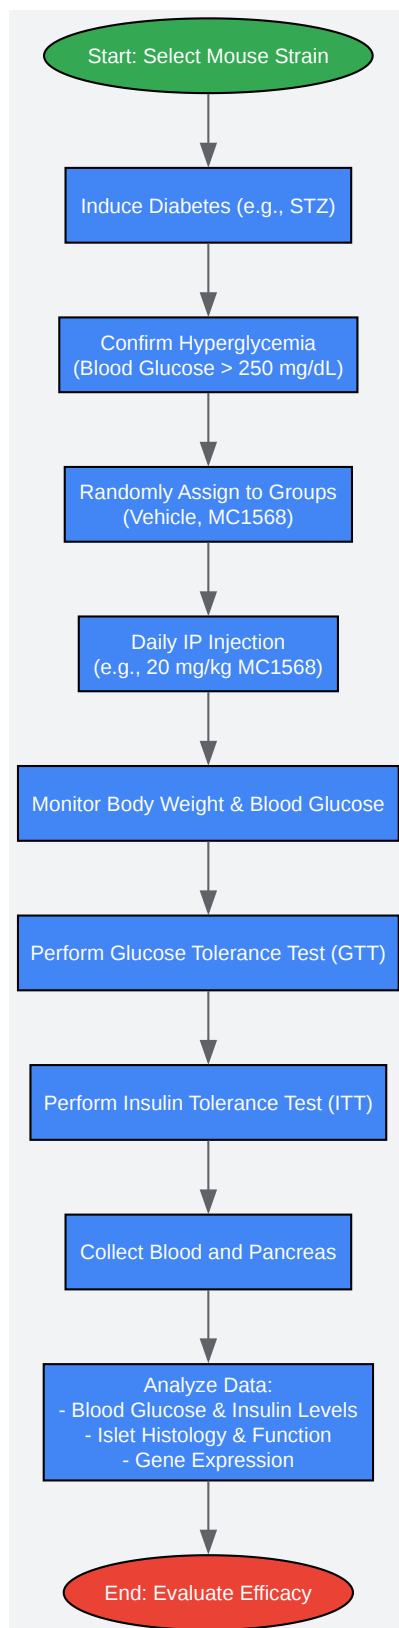 Start: Select Mouse Strain
Induce Diabetes (e.g., STZ)
Confirm Hyperglycemia
(Blood Glucose > 250 mg/dL)
Randomly Assign to Groups
(Vehicle, MC1568)
Daily IP Injection
(e.g., 20 mg/kg MC1568)
Monitor Body Weight & Blood Glucose
Perform Glucose Tolerance Test (GTT)
Perform Insulin Tolerance Test (ITT)
Collect Blood and Pancreas
Analyze Data:
- Blood Glucose & Insulin Levels
- Islet Histology & Function
- Gene Expression
End: Evaluate Efficacy